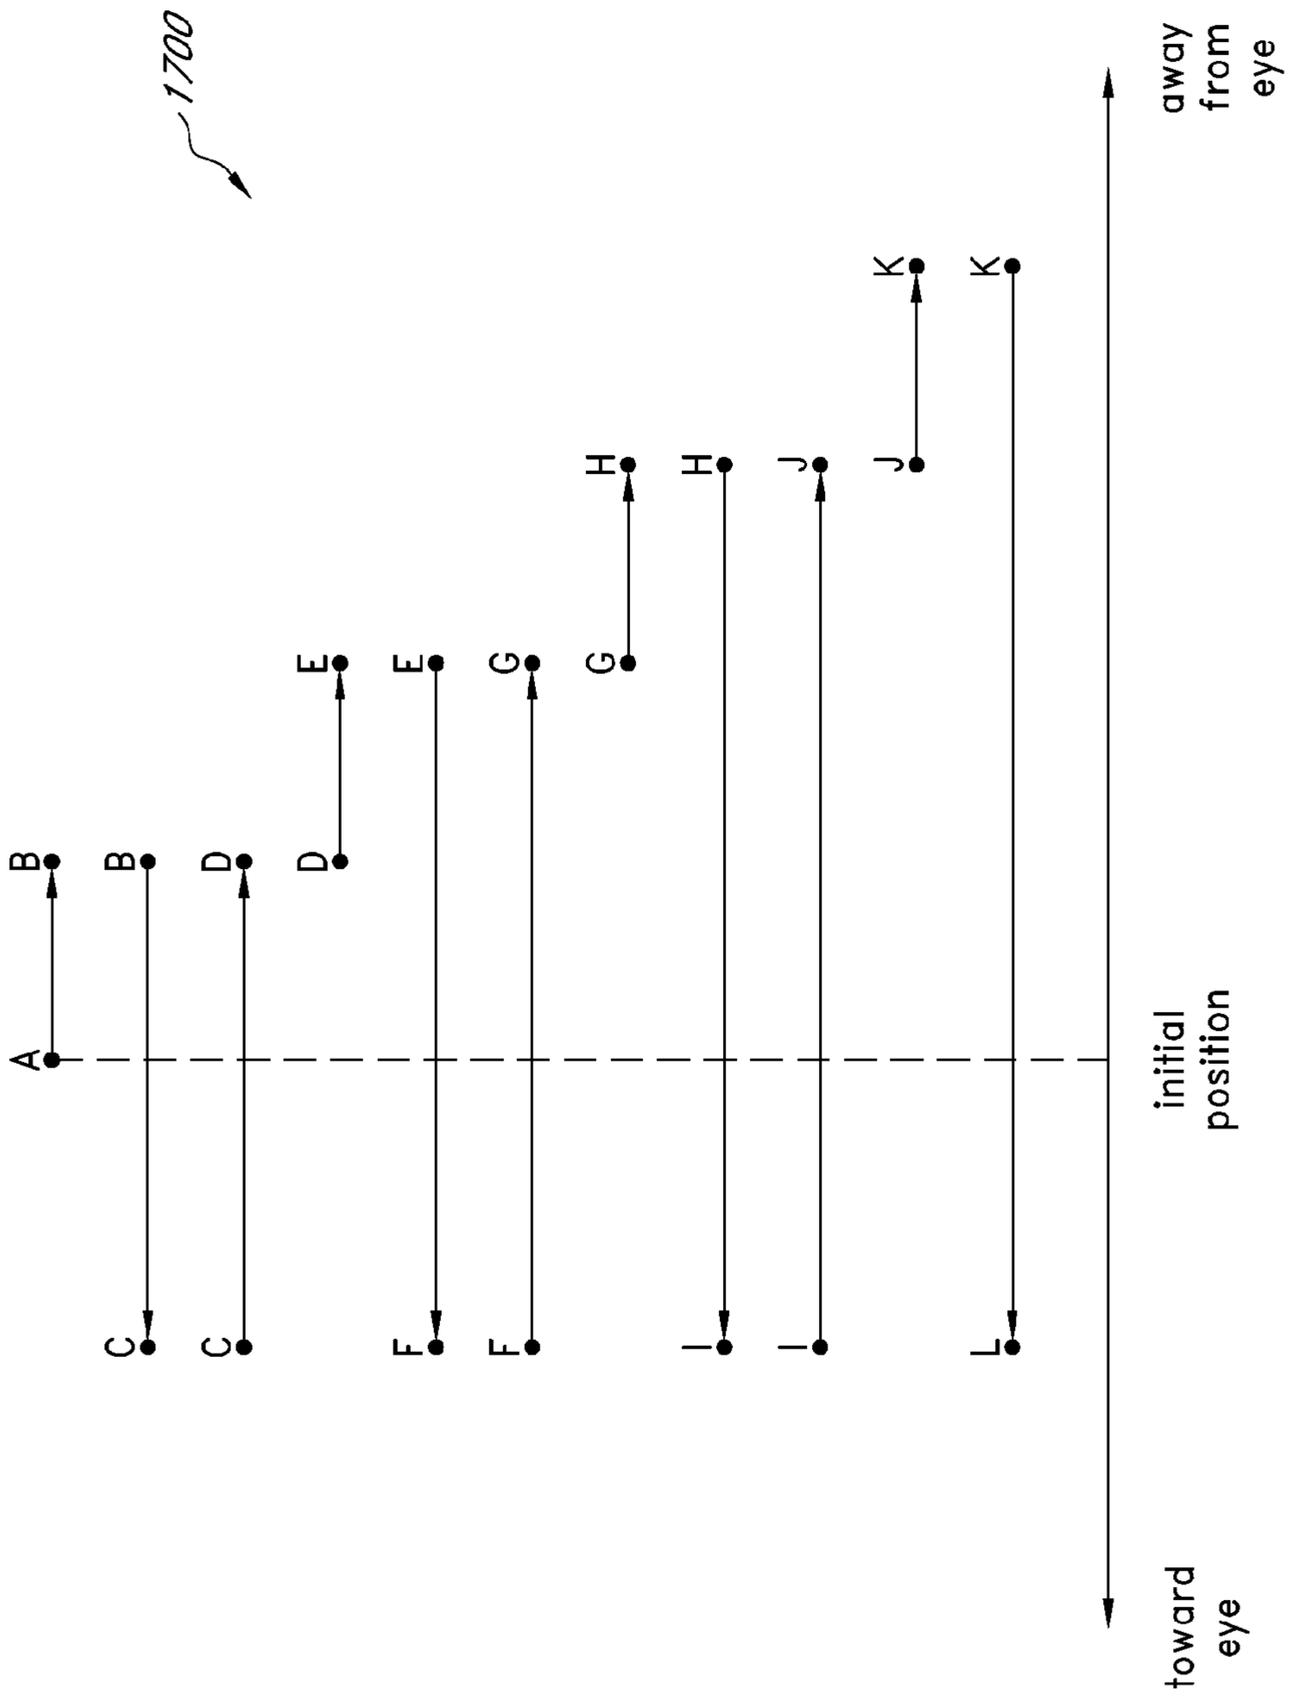 A B
C B
1700
C D
D E
F E
F G
G H
I H
I J
J K
L K
toward
eye
initial
position
away
from
eye